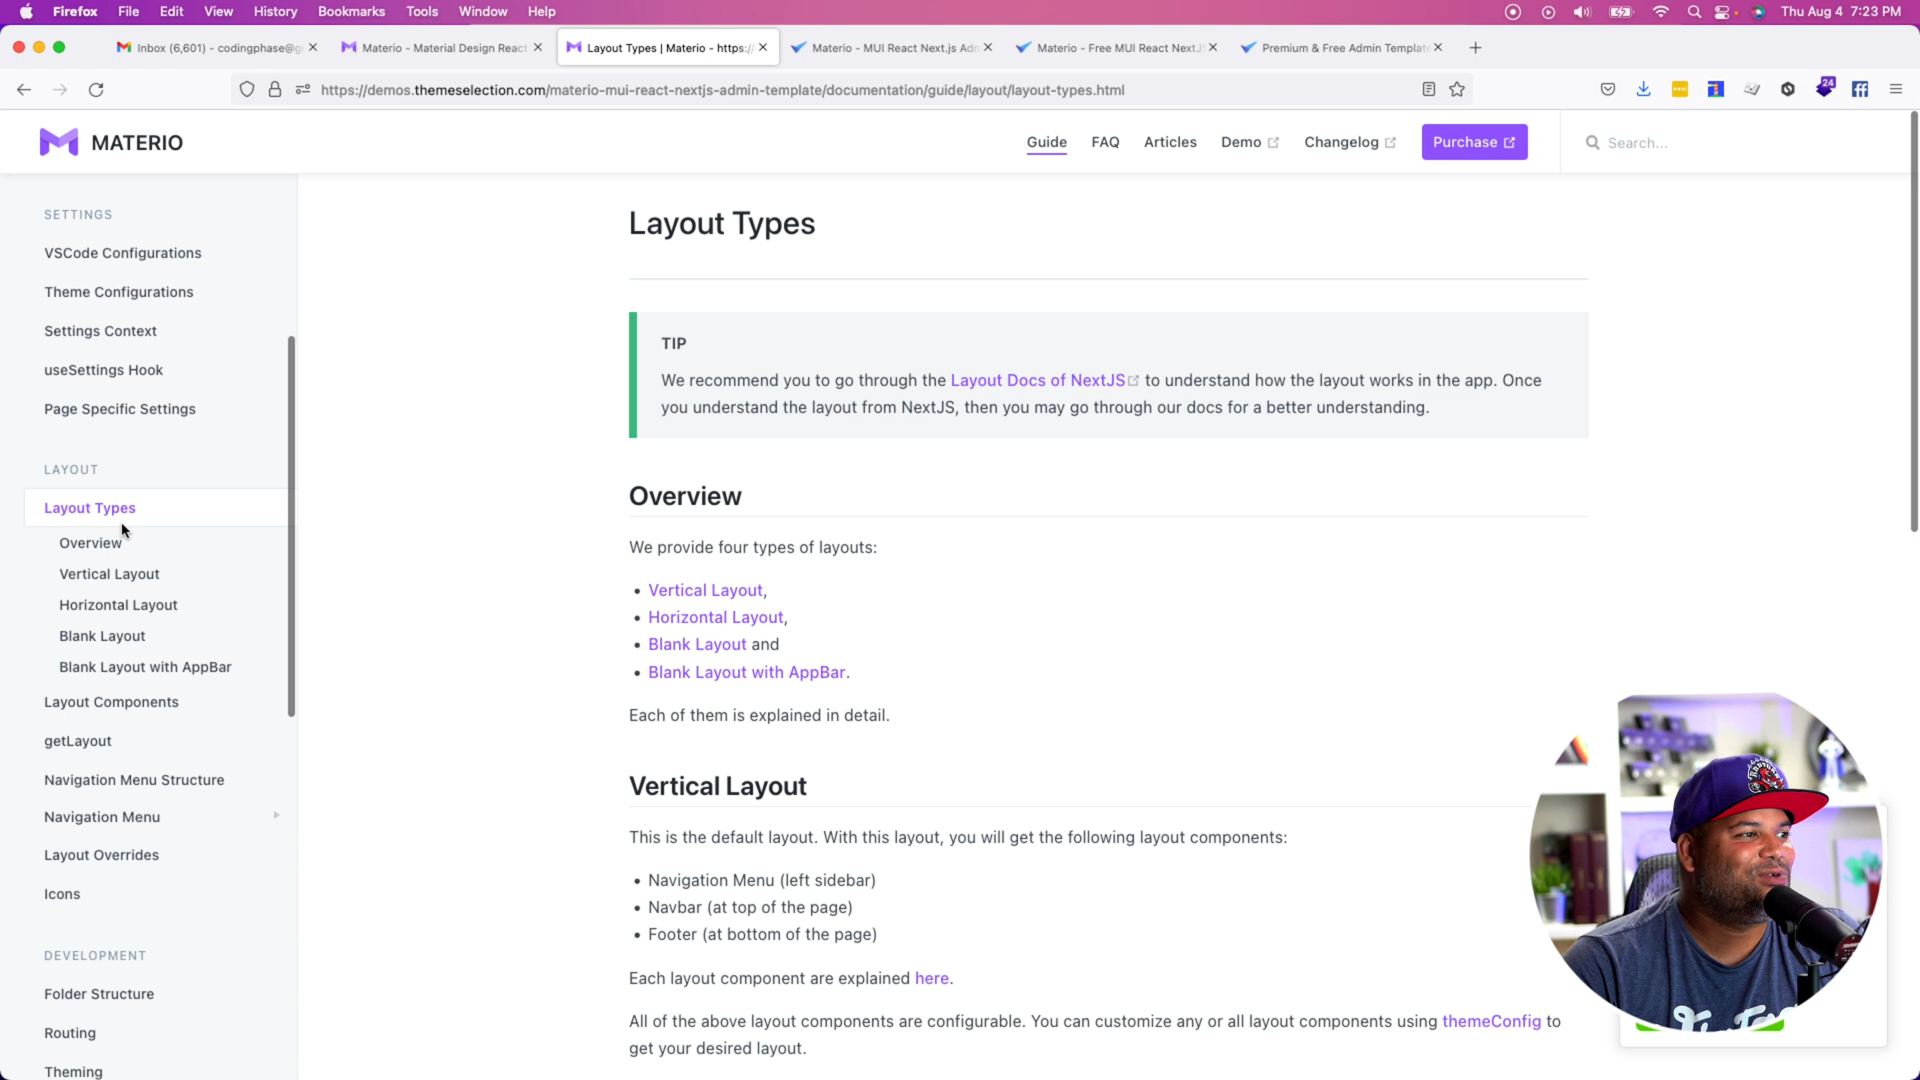 Firefox File Edit View History Bookmarks Tools Window Help
Thu Aug 4 7:23 PM
Inbox (6,601) - codingphase@g
Materio - Material Design React
Layout Types | Materio - https:/
Materio - MUI React Next.js Adm
Materio - Free MUI React NextJ
Premium & Free Admin Template
https://demos.themeselection.com/materio-mui-react-nextjs-admin-template/documentation/guide/layout/layout-types.html
24
MATERIO
Guide FAQ Articles Demo Changelog Purchase Search...
SETTINGS
VSCode Configurations
Theme Configurations
Settings Context
useSettings Hook
Page Specific Settings
LAYOUT
Layout Types
Overview
Vertical Layout
Horizontal Layout
Blank Layout
Blank Layout with AppBar
Layout Components
getLayout
Navigation Menu Structure
Navigation Menu
Layout Overrides
Icons
DEVELOPMENT
Folder Structure
Routing
Theming
Layout Types
TIP
We recommend you to go through the Layout Docs of NextJS to understand how the layout works in the app. Once
you understand the layout from NextJS, then you may go through our docs for a better understanding.
Overview
We provide four types of layouts:
• Vertical Layout,
• Horizontal Layout,
• Blank Layout and
• Blank Layout with AppBar.
Each of them is explained in detail.
Vertical Layout
This is the default layout. With this layout, you will get the following layout components:
• Navigation Menu (left sidebar)
• Navbar (at top of the page)
• Footer (at bottom of the page)
Each layout component are explained here.
All of the above layout components are configurable. You can customize any or all layout components using themeConfig to
get your desired layout.